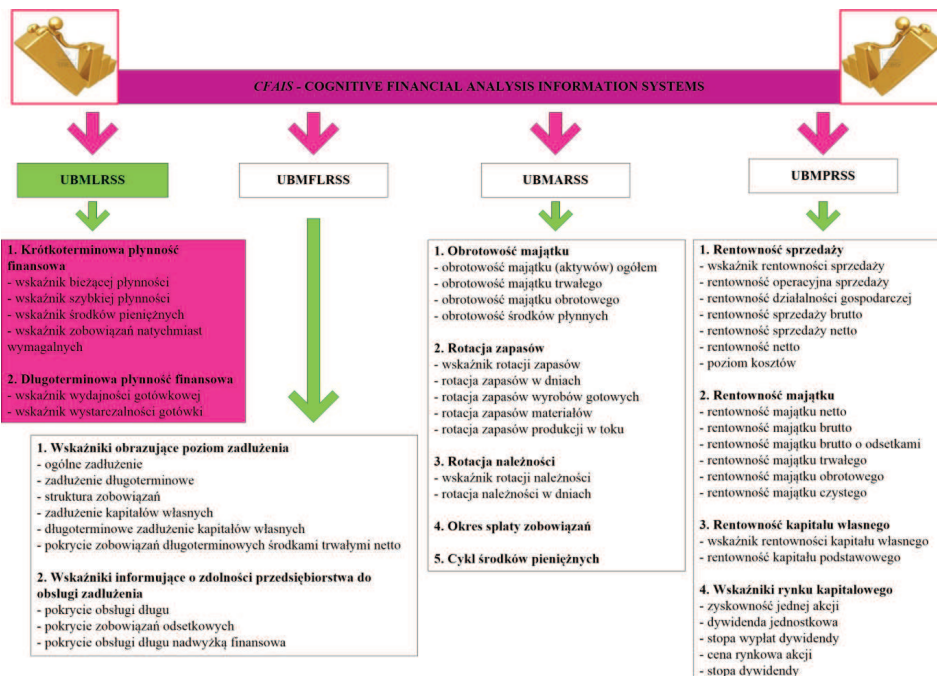 CFAIS - COGNITIVE FINANCIAL ANALYSIS INFORMATION SYSTEMS
UBMLRSS
1. Krótkoterminowa płynność
finansowa
- wskaźnik bieżącej płynności
- wskaźnik szybkiej płynności
- wskaźnik środków pieniężnych
- wskaźnik zobowiązań natychmiast
wymagalnych
2. Długoterminowa płynność finansowa
- wskaźnik wydajności gotówkowej
- wskaźnik wystarczalności gotówki
UBMFLRSS
1. Wskaźniki obrazujące poziom zadłużenia
- ogólne zadłużenie
- zadłużenie długoterminowe
- struktura zobowiązań
- zadłużenie kapitałów własnych
- długoterminowe zadłużenie kapitałów własnych
- pokrycie zobowiązań długoterminowych środkami trwałymi netto
2. Wskaźniki informujące o zdolności przedsiębiorstwa do
obsługi zadłużenia
- pokrycie obsługi długu
- pokrycie zobowiązań odsetkowych
- pokrycie obsługi długu nadwyżką finansowa
UBMARSS
1. Obrotowość majątku
- obrotowość majątku (aktywów) ogółem
- obrotowość majątku trwałego
- obrotowość majątku obrotowego
- obrotowość środków płynnych
2. Rotacja zapasów
- wskaźnik rotacji zapasów
- rotacja zapasów w dniach
- rotacja zapasów wyrobów gotowych
- rotacja zapasów materiałów
- rotacja zapasów produkcji w toku
3. Rotacja należności
- wskaźnik rotacji należności
- rotacja należności w dniach
4. Okres spłaty zobowiązań
5. Cykl środków pieniężnych
UBMPRSS
1. Rentowność sprzedaży
- wskaźnik rentowności sprzedaży
- rentowność operacyjna sprzedaży
- rentowność działalności gospodarczej
- rentowność sprzedaży brutto
- rentowność sprzedaży netto
- rentowność netto
- poziom kosztów
2. Rentowność majątku
- rentowność majątku netto
- rentowność majątku brutto
- rentowność majątku brutto o odsetkami
- rentowność majątku trwałego
- rentowność majątku obrotowego
- rentowność majątku czystego
3. Rentowność kapitału własnego
- wskaźnik rentowności kapitału własnego
- rentowność kapitału podstawowego
4. Wskaźniki rynku kapitałowego
- zyskowność jednej akcji
- dywidenda jednostkowa
- stopa wypłat dywidendy
- cena rynkowa akcji
- stopa dywidendy